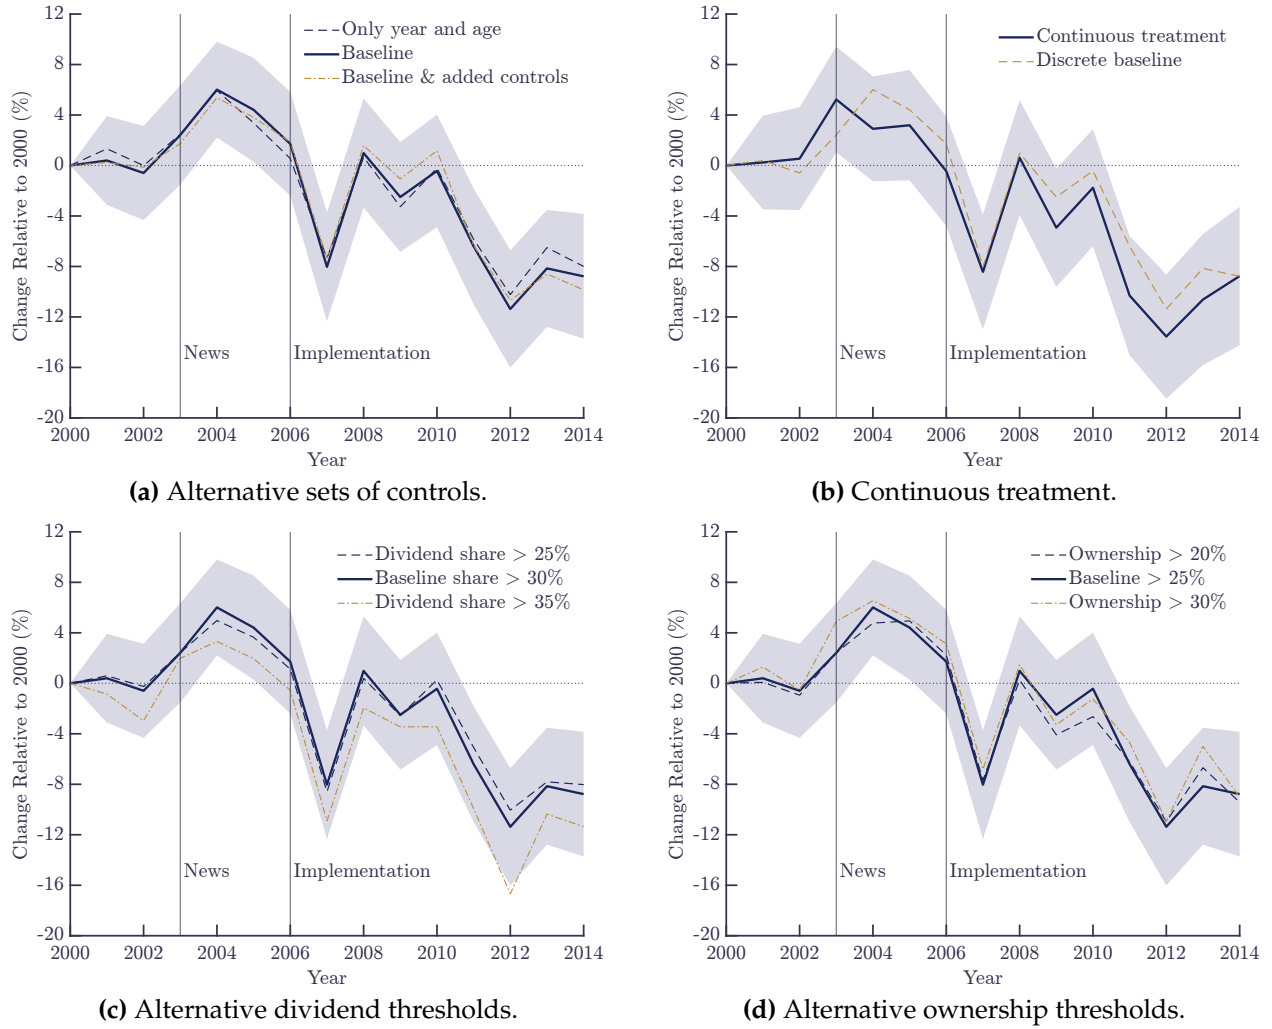 12
8
4
0
-4
-8
-12
-16
-20
Change Relative to 2000 (%)
Only year and age
Baseline
Baseline & added controls
News
Implementation
2000 2002 2004 2006 2008 2010 2012 2014
Year
(a) Alternative sets of controls.
12
8
4
0
-4
-8
-12
-16
-20
Change Relative to 2000 (%)
Continuous treatment
Discrete baseline
News
Implementation
2000 2002 2004 2006 2008 2010 2012 2014
Year
(b) Continuous treatment.
12
8
4
0
-4
-8
-12
-16
-20
Change Relative to 2000 (%)
Dividend share > 25%
Baseline share > 30%
Dividend share > 35%
News
Implementation
2000 2002 2004 2006 2008 2010 2012 2014
Year
(c) Alternative dividend thresholds.
12
8
4
0
-4
-8
-12
-16
-20
Change Relative to 2000 (%)
Ownership > 20%
Baseline > 25%
Ownership > 30%
News
Implementation
2000 2002 2004 2006 2008 2010 2012 2014
Year
(d) Alternative ownership thresholds.